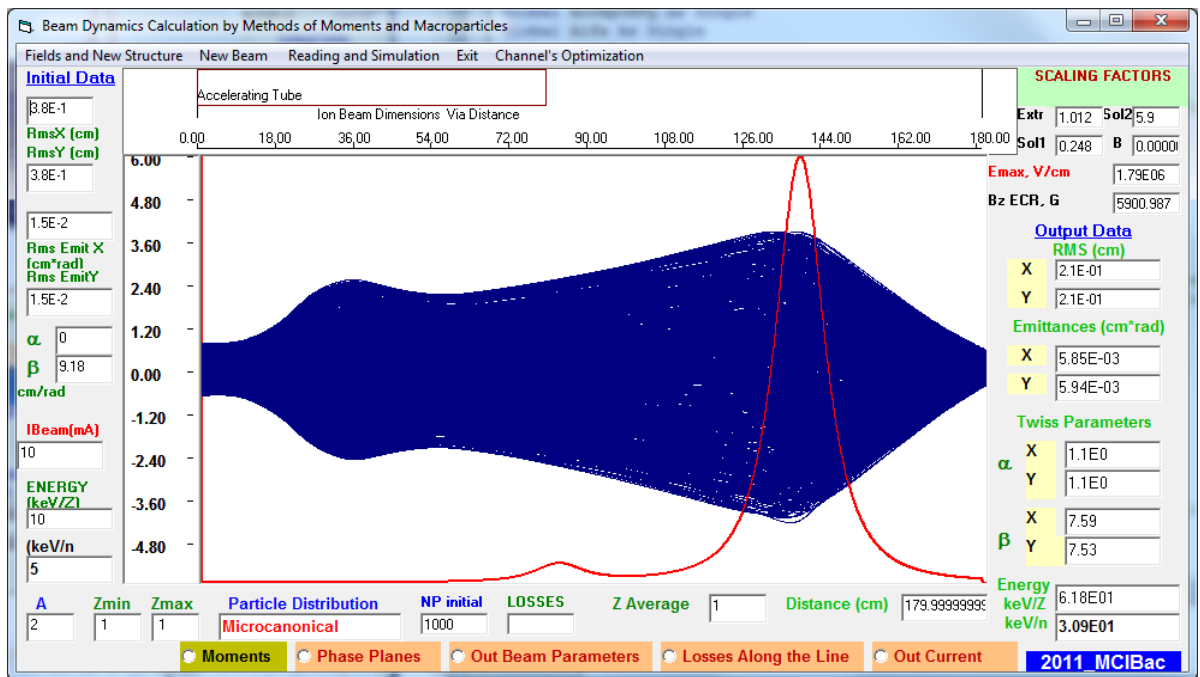 Beam Dynamics Calculation by Methods of Moments and Macroparticles
Fields and New Structure New Beam Reading and Simulation Exit Channel's Optimization
Initial Data
3.8E-1
RmsX (cm)
RmsY (cm)
3.8E-1
1.5E-2
Rms Emit X
(cm*rad)
Rms EmitY
1.5E-2
α 0
β 9.18
cm/rad
IBeam(mA)
10
ENERGY
(keV/Z)
10
(keV/n
5
Accelerating Tube
Ion Beam Dimensions Via Distance
0.00 18.00 36.00 54.00 72.00 90.00 108.00 126.00 144.00 162.00 180.00
6.00
4.80
3.60
2.40
1.20
0.00
-1.20
-2.40
-3.60
-4.80
SCALING FACTORS
Extr 1.012 Sol2 5.9
Sol1 0.248 B 0.0000
Emax, V/cm 1.79E06
Bz ECR, G 5900.987
Output Data
RMS (cm)
X 2.1E-01
Y 2.1E-01
Emittances (cm*rad)
X 5.85E-03
Y 5.94E-03
Twiss Parameters
α X 1.1E0
Y 1.1E0
β X 7.59
Y 7.53
Energy
keV/Z 6.18E01
keV/n 3.09E01
A Zmin Zmax Particle Distribution NP initial LOSSES Z Average 1 Distance (cm) 179.99999999
2 1 1 Microcanonical 1000
Moments Phase Planes Out Beam Parameters Losses Along the Line Out Current
2011_MCIBac